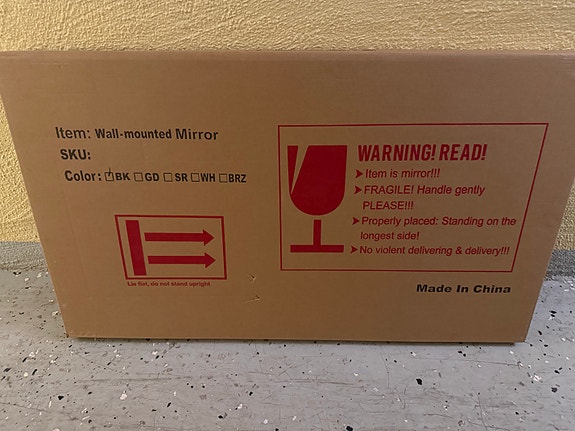 Item: Wall-mounted Mirror
SKU:
Color: ☑BK ☐GD ☐SR ☐WH ☐BRZ
WARNING! READ!
➤Item is mirror!!!
➤FRAGILE! Handle gently
PLEASE!!!
➤Properly placed: Standing on the
longest side!
➤No violent delivering & delivery!!!
Lie flat, do not stand upright
Made In China